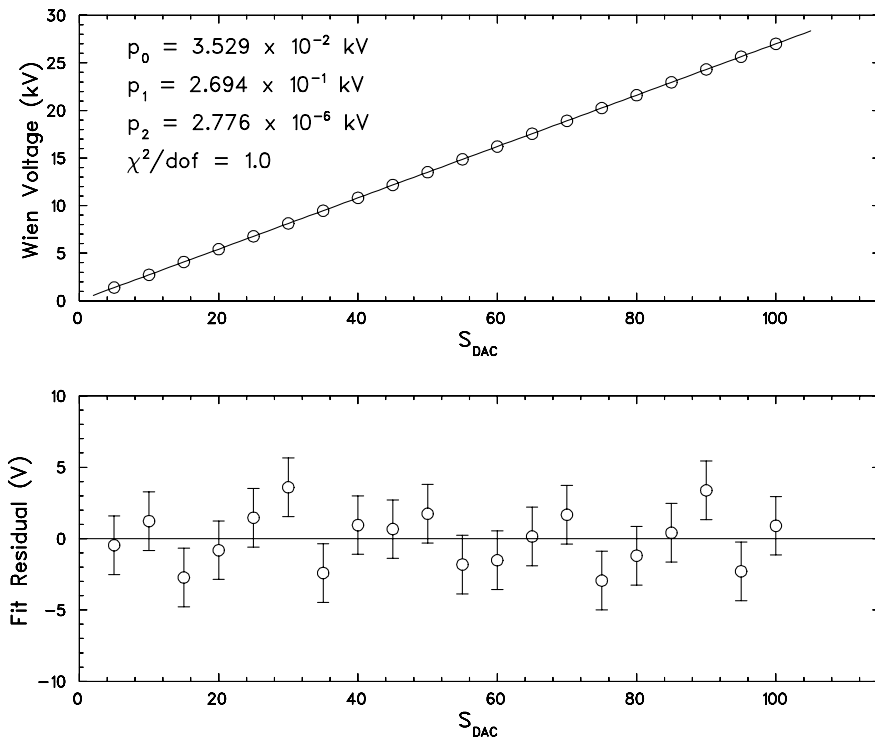 30
25
20
15
10
5
0
Wien Voltage (kV)
p₀ = 3.529 x 10⁻² kV
p₁ = 2.694 x 10⁻¹ kV
p₂ = 2.776 x 10⁻⁶ kV
χ²/dof = 1.0
0 20 40 60 80 100
S_DAC
10
5
0
−5
−10
Fit Residual (V)
0 20 40 60 80 100
S_DAC